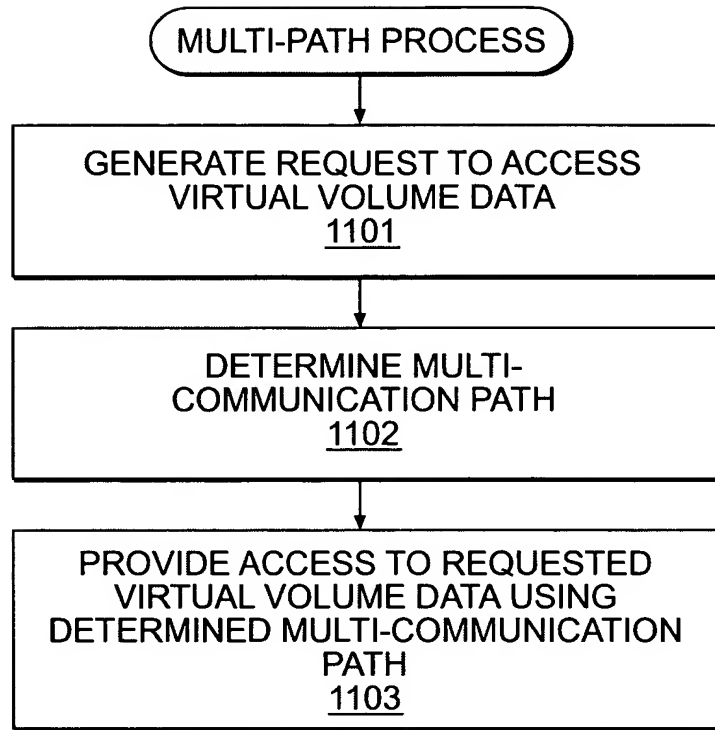 MULTI-PATH PROCESS
GENERATE REQUEST TO ACCESS
VIRTUAL VOLUME DATA
1101
DETERMINE MULTI-
COMMUNICATION PATH
1102
PROVIDE ACCESS TO REQUESTED
VIRTUAL VOLUME DATA USING
DETERMINED MULTI-COMMUNICATION
PATH
1103